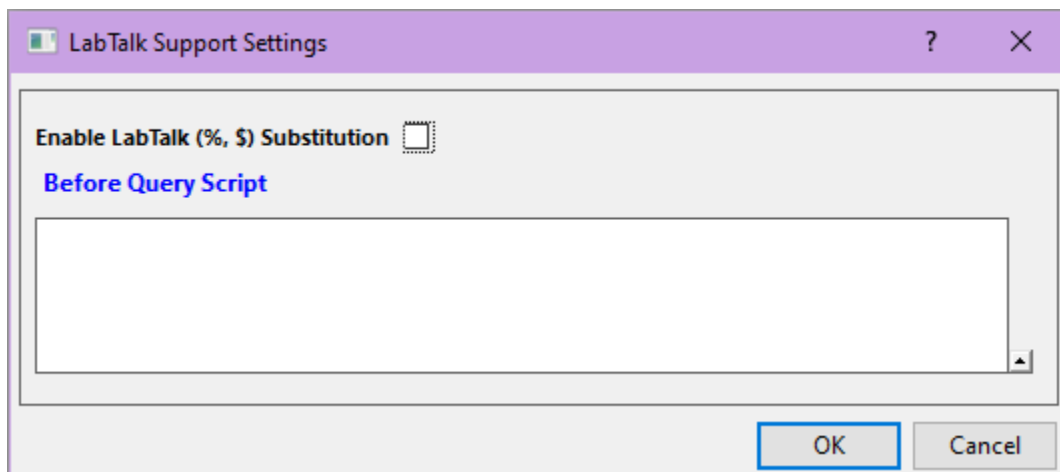 LabTalk Support Settings
?
Enable LabTalk (%, $) Substitution
Before Query Script
OK
Cancel